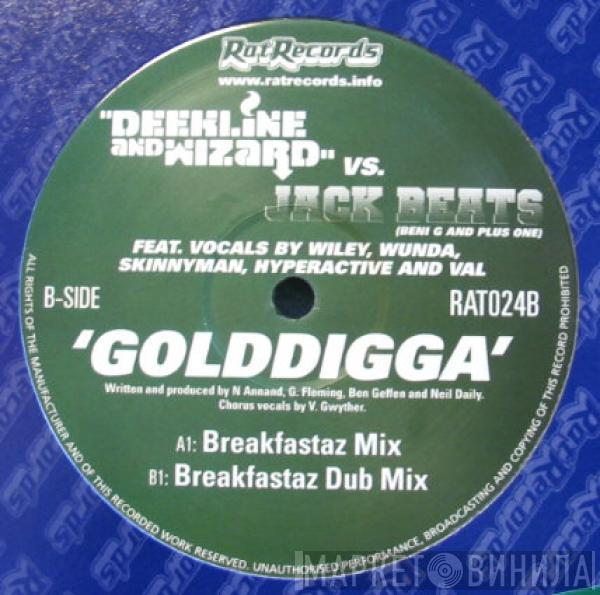 RatRecords
www.ratrecords.info
"DEEKLINE
AND WIZARD" VS.
JACK BEATS
(BENI G AND PLUS ONE)
FEAT. VOCALS BY WILEY, WUNDA,
SKINNYMAN, HYPERACTIVE AND VAL
B-SIDE
RAT024B
'GOLDDIGGA'
Written and produced by N Annand, G. Fleming, Ben Geffen and Neil Daily.
Chorus vocals by V. Gwyther.
A1: Breakfastaz Mix
B1: Breakfastaz Dub Mix
ALL RIGHTS OF THE MANUFACTURER AND OF THIS RECORDED WORK RESERVED. UNAUTHORISED PERFORMANCE, BROADCASTING AND COPYING OF THIS RECORD PROHIBITED
МАРКЕТ ВИНИЛА